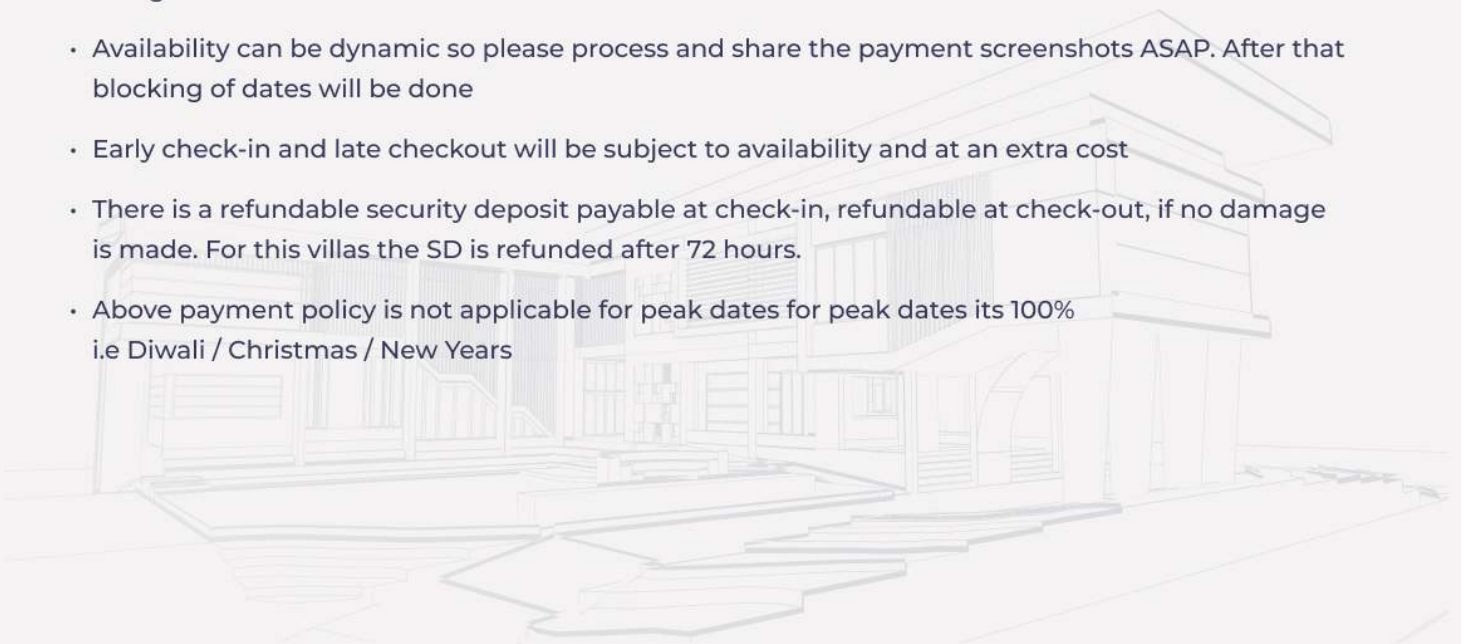 • Availability can be dynamic so please process and share the payment screenshots ASAP. After that
blocking of dates will be done
• Early check-in and late checkout will be subject to availability and at an extra cost
• There is a refundable security deposit payable at check-in, refundable at check-out, if no damage
is made. For this villas the SD is refunded after 72 hours.
• Above payment policy is not applicable for peak dates for peak dates its 100%
i.e Diwali / Christmas / New Years